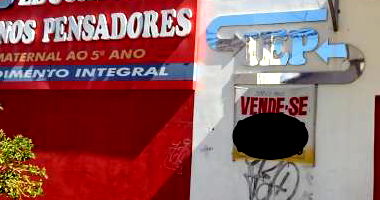 NOS PENSADORES
MATERNAL AO 5º ANO
DIMENTO INTEGRAL
IEP
VENDE-SE